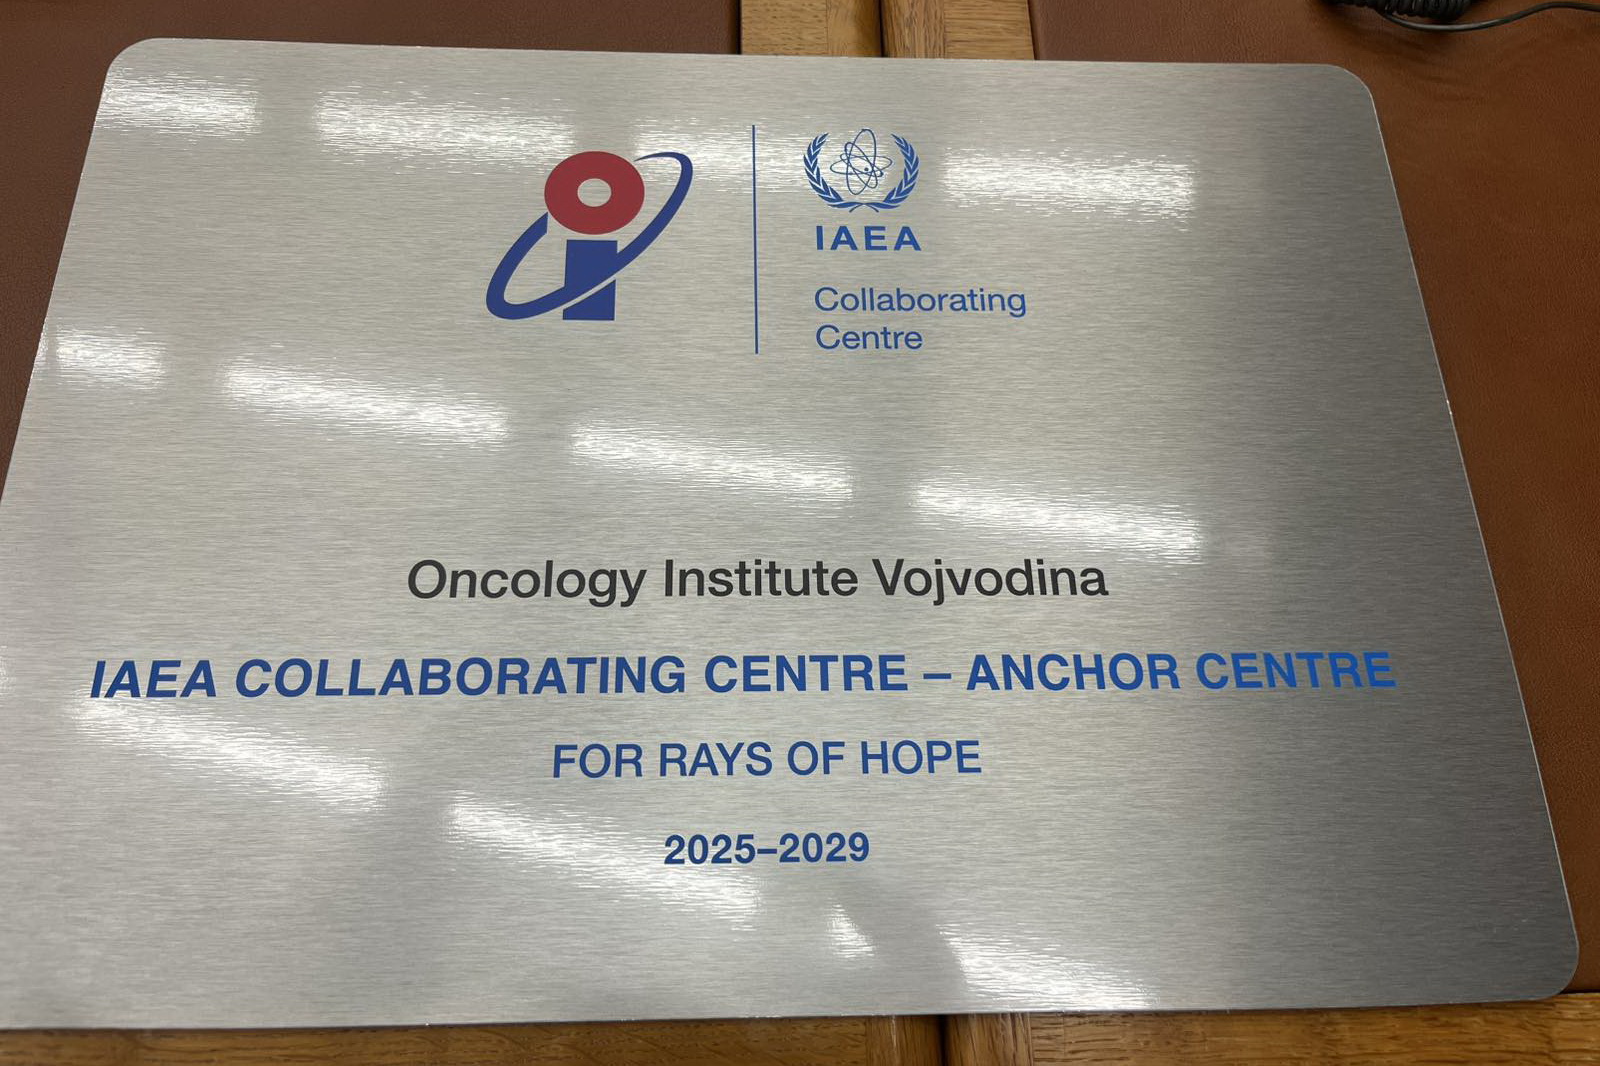 IAEA
Collaborating
Centre
Oncology Institute Vojvodina
IAEA COLLABORATING CENTRE – ANCHOR CENTRE
FOR RAYS OF HOPE
2025–2029